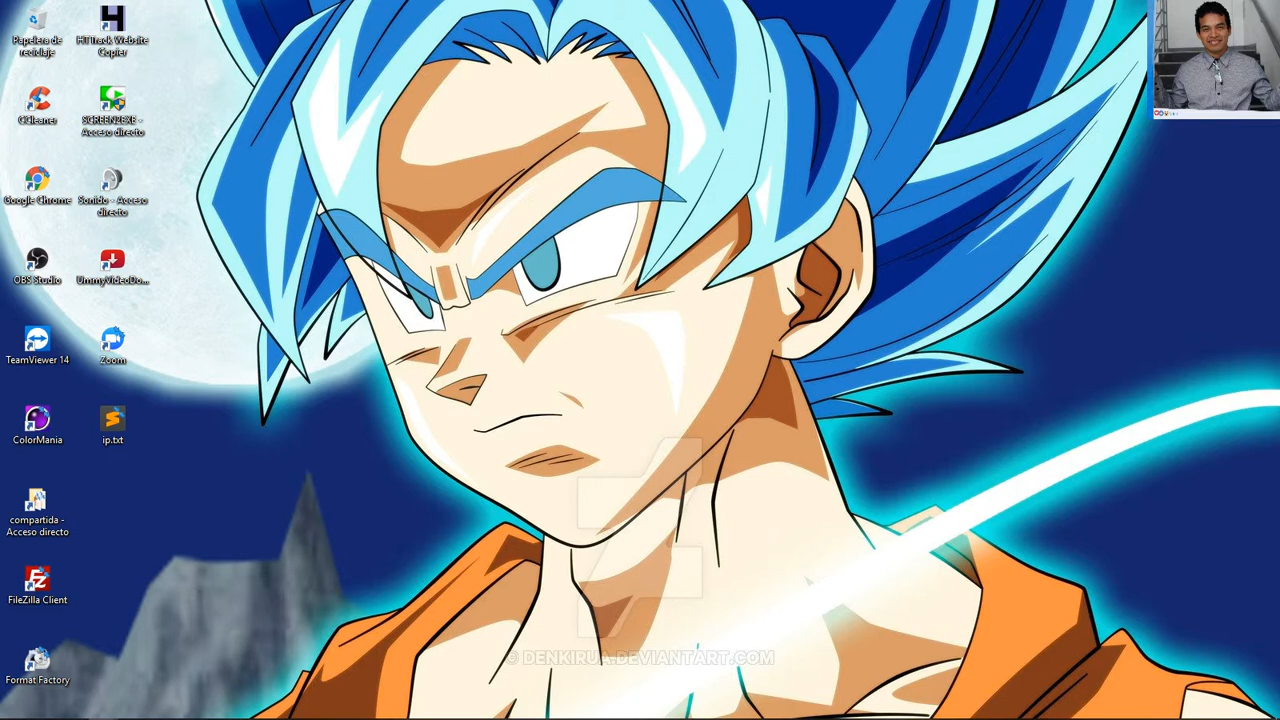 Papelera de
reciclaje
HTTrack Website
Copier
CCleaner
SCREEN2EXE -
Acceso directo
Google Chrome
Sonido - Acceso
directo
OBS Studio
UmmyVideoDo...
TeamViewer 14
Zoom
ColorMania
ip.txt
compartida -
Acceso directo
FileZilla Client
Format Factory
© DENKIRUA.DEVIANTART.COM